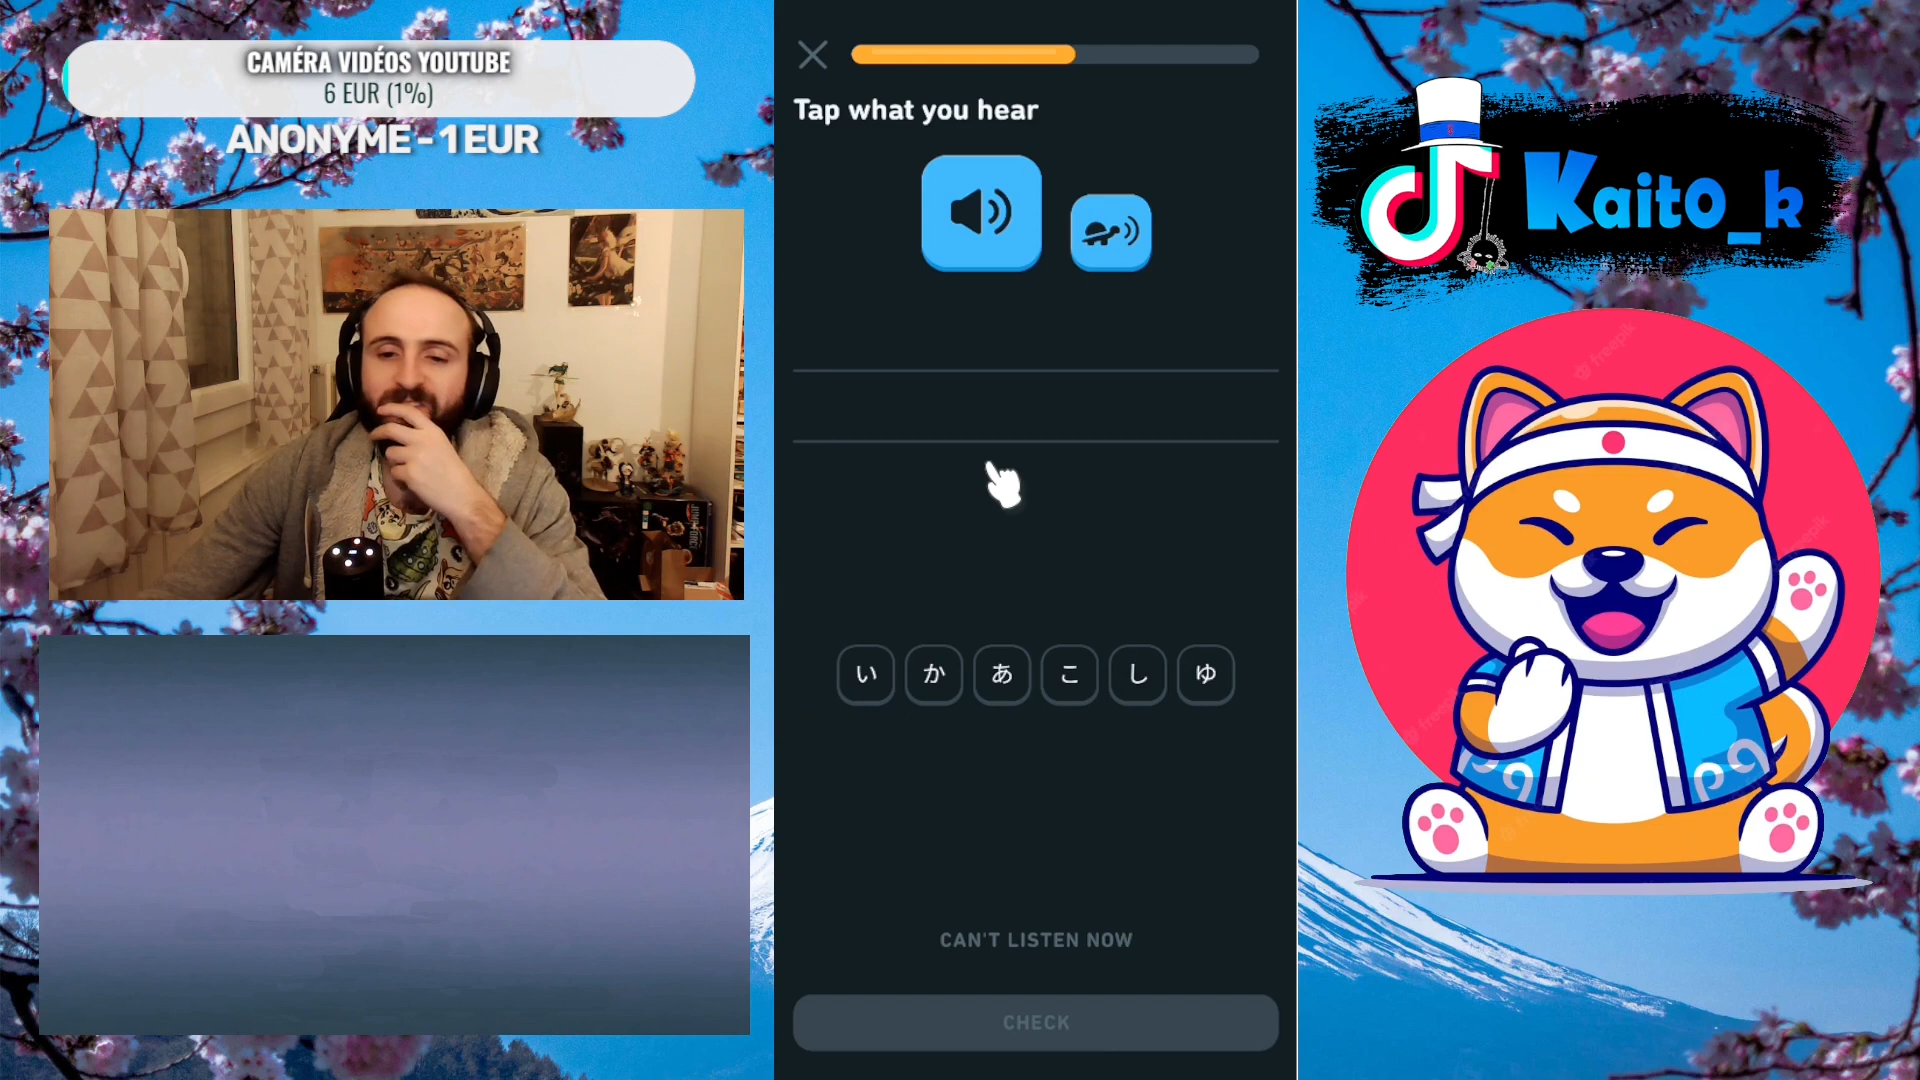 CAMÉRA VIDÉOS YOUTUBE
6 EUR (1%)
ANONYME - 1 EUR
Tap what you hear
Kaito_k
い か あ こ し ゆ
CAN'T LISTEN NOW
CHECK